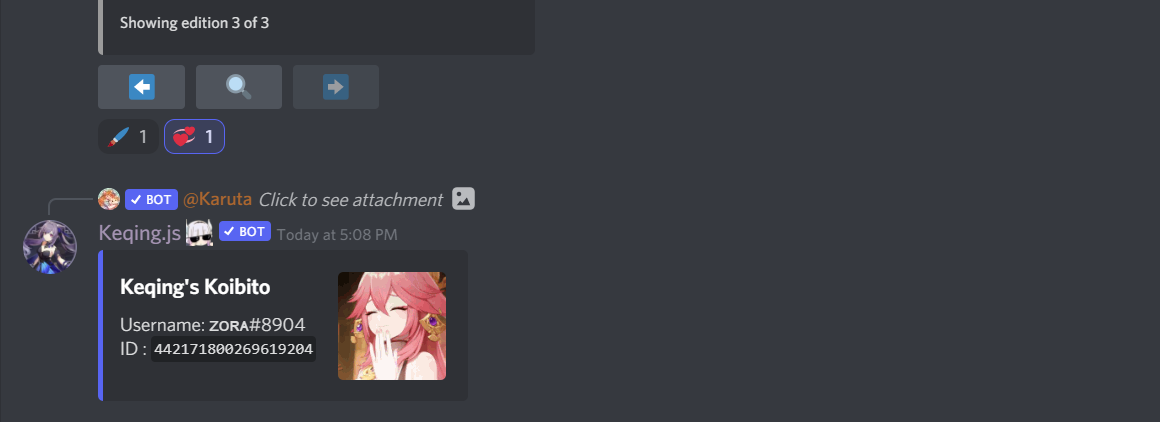 Showing edition 3 of 3
1 1
BOT @Karuta Click to see attachment
Keqing.js BOT Today at 5:08 PM
Keqing's Koibito
Username: ᴢᴏʀᴀ#8904
ID : 442171800269619204